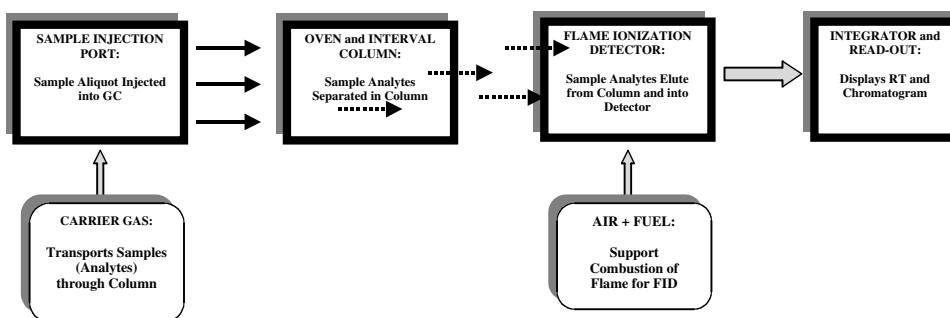 SAMPLE INJECTION
PORT:
Sample Aliquot Injected
into GC
OVEN and INTERVAL
COLUMN:
Sample Analytes
Separated in Column
FLAME IONIZATION
DETECTOR:
Sample Analytes Elute
from Column and into
Detector
INTEGRATOR and
READ-OUT:
Displays RT and
Chromatogram
CARRIER GAS:
Transports Samples
(Analytes)
through Column
AIR + FUEL:
Support
Combustion of
Flame for FID